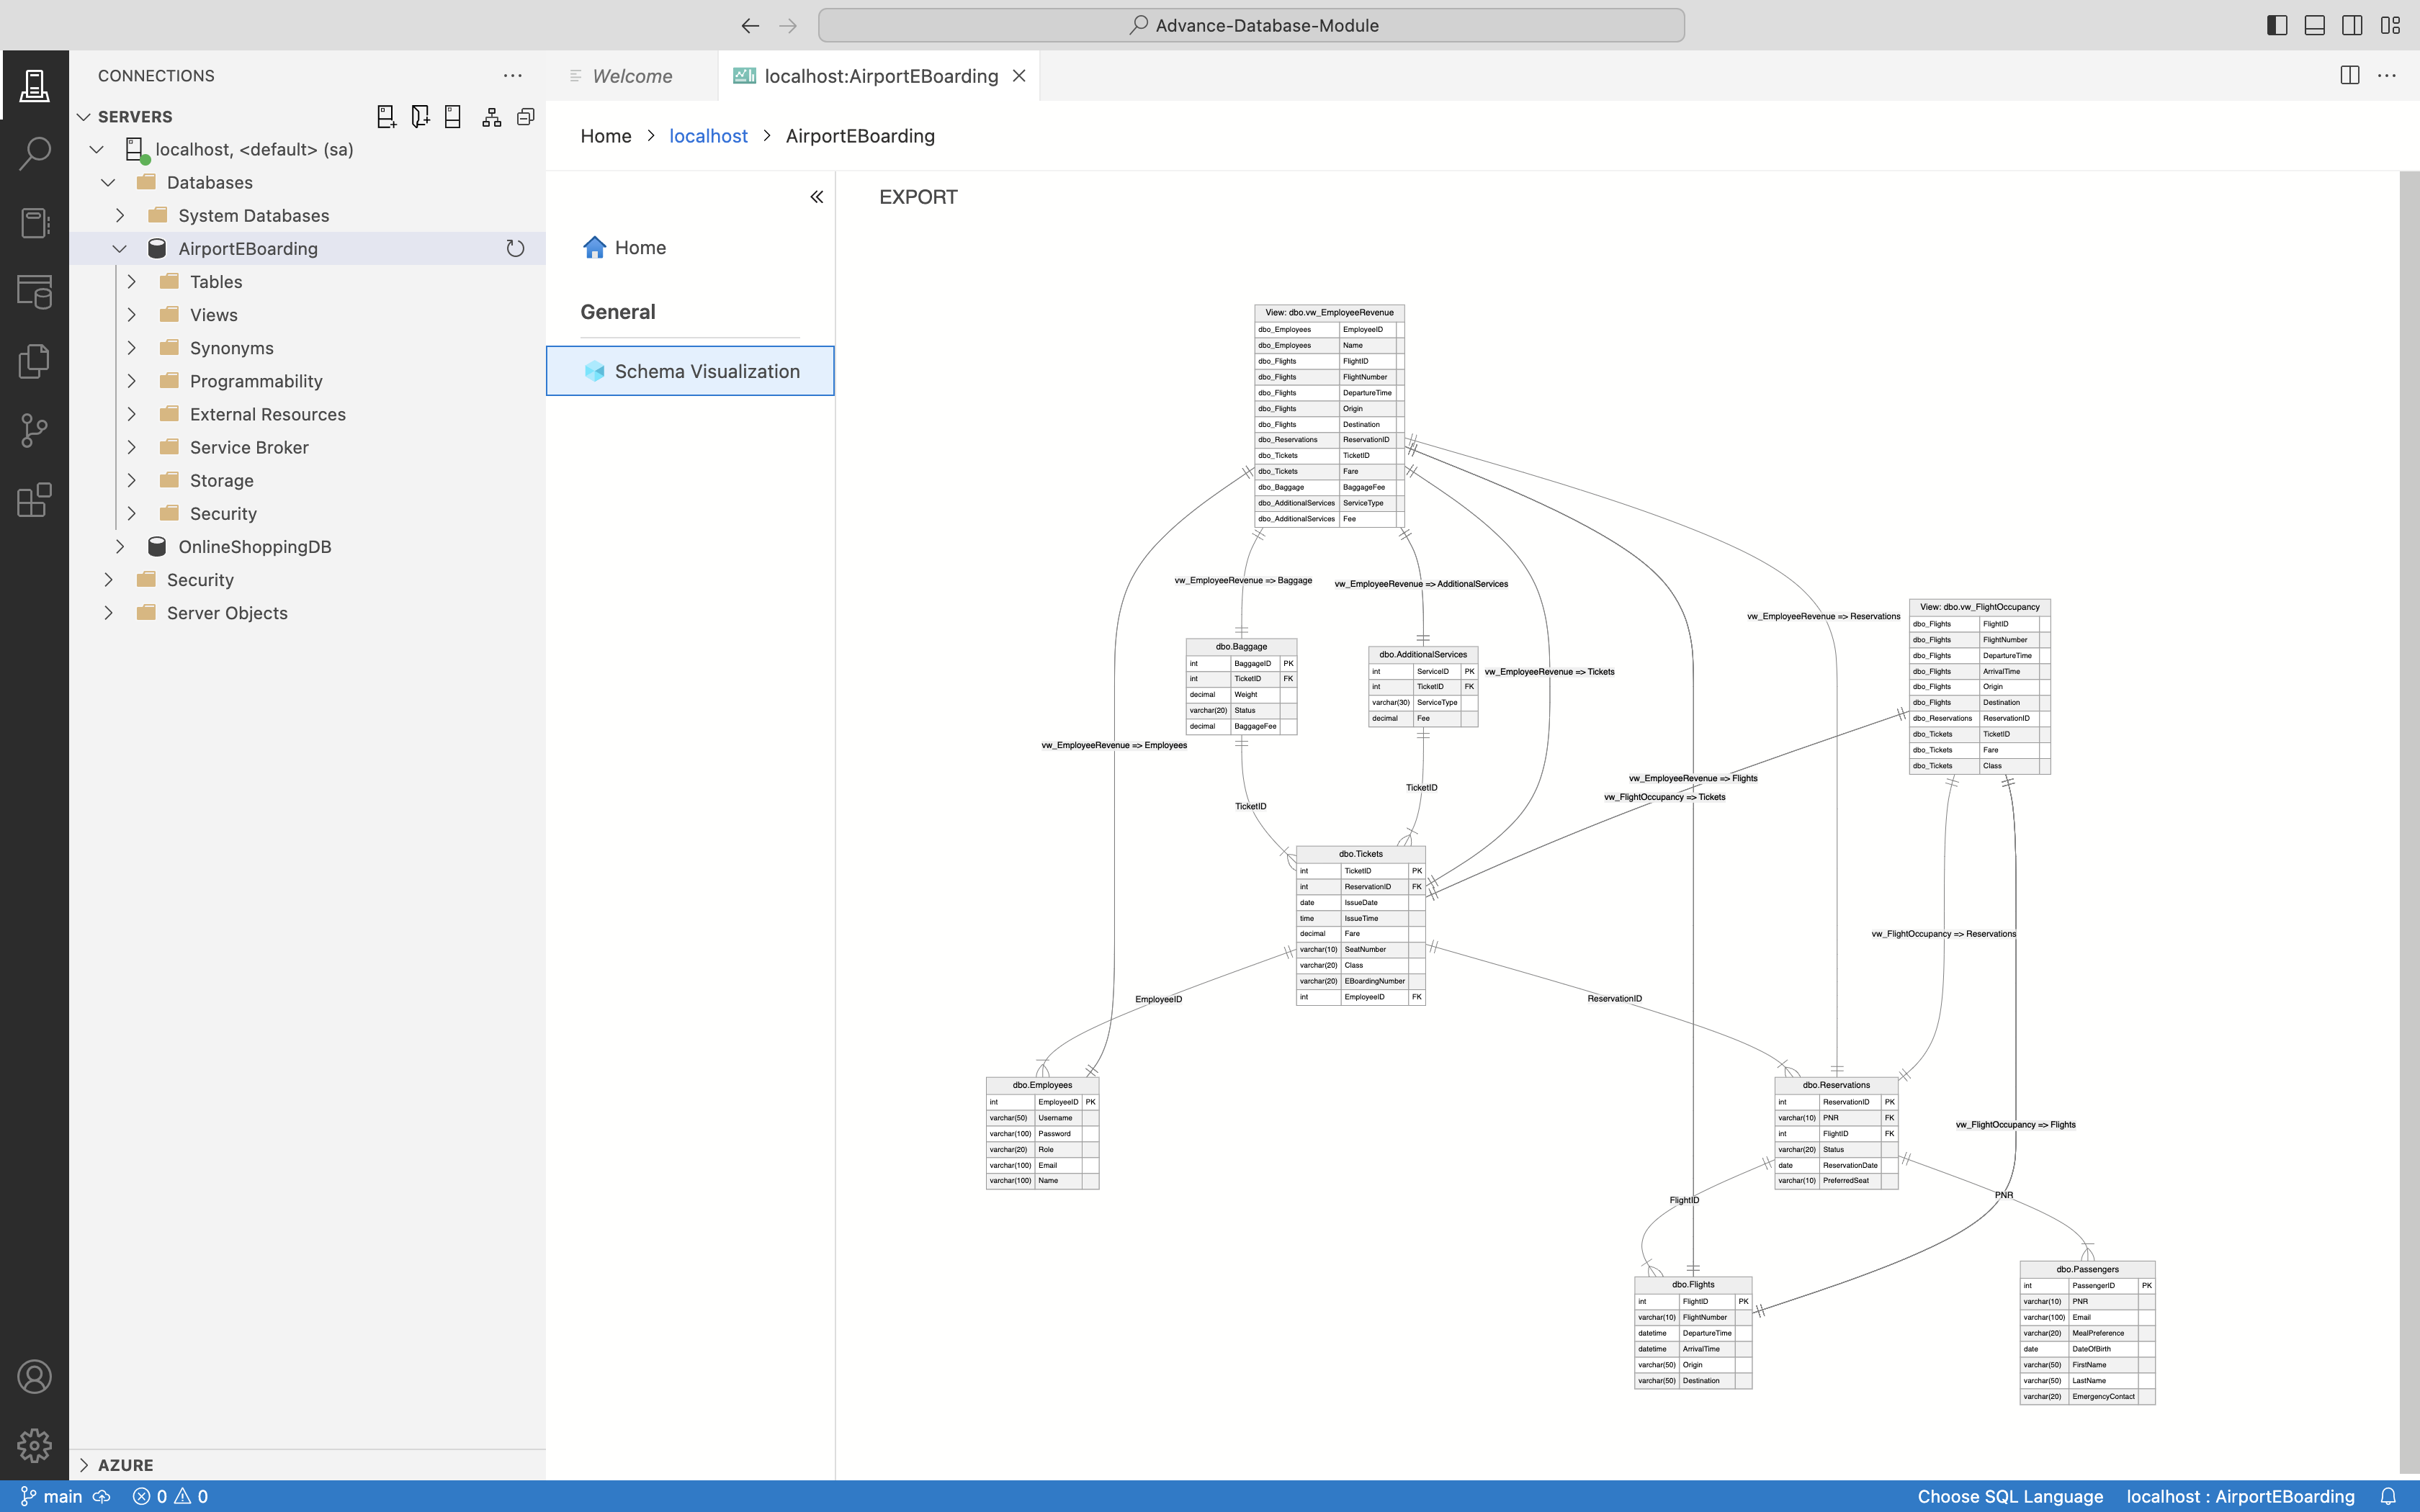 Advance-Database-Module
CONNECTIONS
SERVERS
localhost, <default> (sa)
Databases
System Databases
AirportEBoarding
Tables
Views
Synonyms
Programmability
External Resources
Service Broker
Storage
Security
OnlineShoppingDB
Security
Server Objects
AZURE
Welcome
localhost:AirportEBoarding
Home > localhost > AirportEBoarding
Home
General
Schema Visualization
EXPORT
View: dbo.vw_EmployeeRevenue
dbo_Employees EmployeeID
dbo_Employees Name
dbo_Flights FlightID
dbo_Flights FlightNumber
dbo_Flights DepartureTime
dbo_Flights Origin
dbo_Flights Destination
dbo_Reservations ReservationID
dbo_Tickets TicketID
dbo_Tickets Fare
dbo_Baggage BaggageFee
dbo_AdditionalServices ServiceType
dbo_AdditionalServices Fee
vw_EmployeeRevenue => Baggage
vw_EmployeeRevenue => AdditionalServices
vw_EmployeeRevenue => Reservations
View: dbo.vw_FlightOccupancy
dbo_Flights FlightID
dbo_Flights FlightNumber
dbo_Flights DepartureTime
dbo_Flights ArrivalTime
dbo_Flights Origin
dbo_Flights Destination
dbo_Reservations ReservationID
dbo_Tickets TicketID
dbo_Tickets Fare
dbo_Tickets Class
dbo.Baggage
int BaggageID PK
int TicketID FK
decimal Weight
varchar(20) Status
decimal BaggageFee
dbo.AdditionalServices
int ServiceID PK
int TicketID FK
varchar(30) ServiceType
decimal Fee
vw_EmployeeRevenue => Tickets
vw_EmployeeRevenue => Employees
vw_EmployeeRevenue => Flights
vw_FlightOccupancy => Tickets
TicketID
TicketID
dbo.Tickets
int TicketID PK
int ReservationID FK
date IssueDate
time IssueTime
decimal Fare
varchar(10) SeatNumber
varchar(20) Class
varchar(20) EBoardingNumber
int EmployeeID FK
vw_FlightOccupancy => Reservations
EmployeeID
ReservationID
dbo.Employees
int EmployeeID PK
varchar(50) Username
varchar(100) Password
varchar(20) Role
varchar(100) Email
varchar(100) Name
dbo.Reservations
int ReservationID PK
varchar(10) PNR FK
int FlightID FK
varchar(20) Status
date ReservationDate
varchar(10) PreferredSeat
vw_FlightOccupancy => Flights
FlightID
PNR
dbo.Flights
int FlightID PK
varchar(10) FlightNumber
datetime DepartureTime
datetime ArrivalTime
varchar(50) Origin
varchar(50) Destination
dbo.Passengers
int PassengerID PK
varchar(10) PNR
varchar(100) Email
varchar(20) MealPreference
date DateOfBirth
varchar(50) FirstName
varchar(50) LastName
varchar(20) EmergencyContact
main 0 0
Choose SQL Language localhost : AirportEBoarding